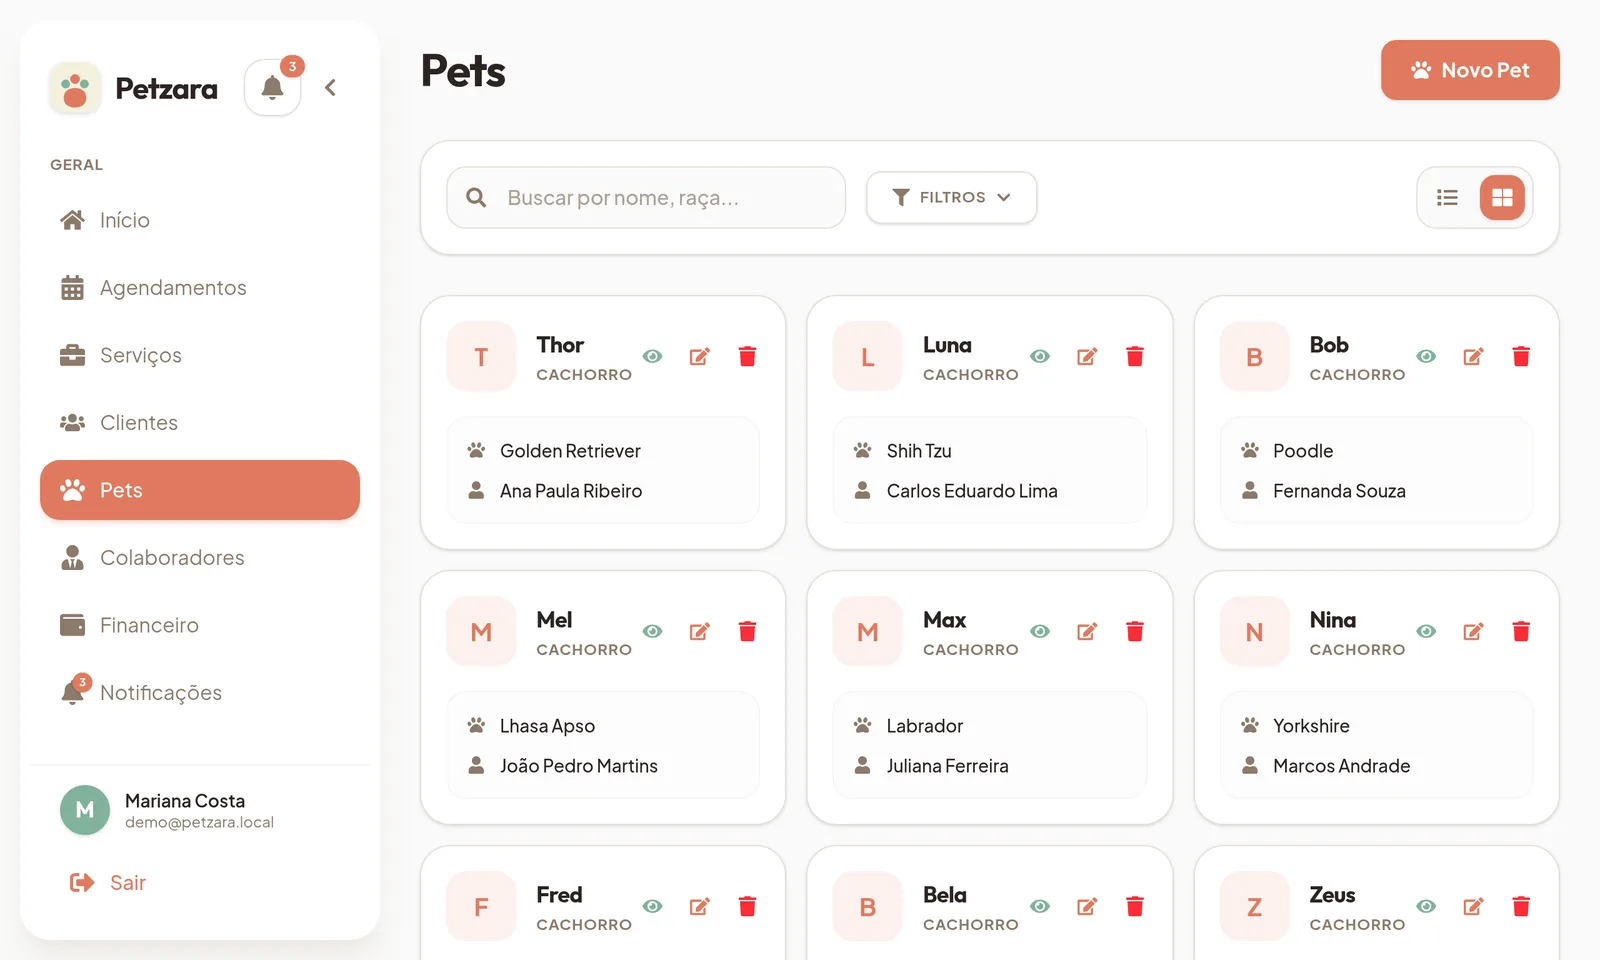 Petzara
3
GERAL
Início
Agendamentos
Serviços
Clientes
Pets
Colaboradores
Financeiro
3
Notificações
M
Mariana Costa
demo@petzara.local
Sair
Pets
Novo Pet
Buscar por nome, raça...
FILTROS
T
Thor
CACHORRO
Golden Retriever
Ana Paula Ribeiro
L
Luna
CACHORRO
Shih Tzu
Carlos Eduardo Lima
B
Bob
CACHORRO
Poodle
Fernanda Souza
M
Mel
CACHORRO
Lhasa Apso
João Pedro Martins
M
Max
CACHORRO
Labrador
Juliana Ferreira
N
Nina
CACHORRO
Yorkshire
Marcos Andrade
F
Fred
CACHORRO
B
Bela
CACHORRO
Z
Zeus
CACHORRO